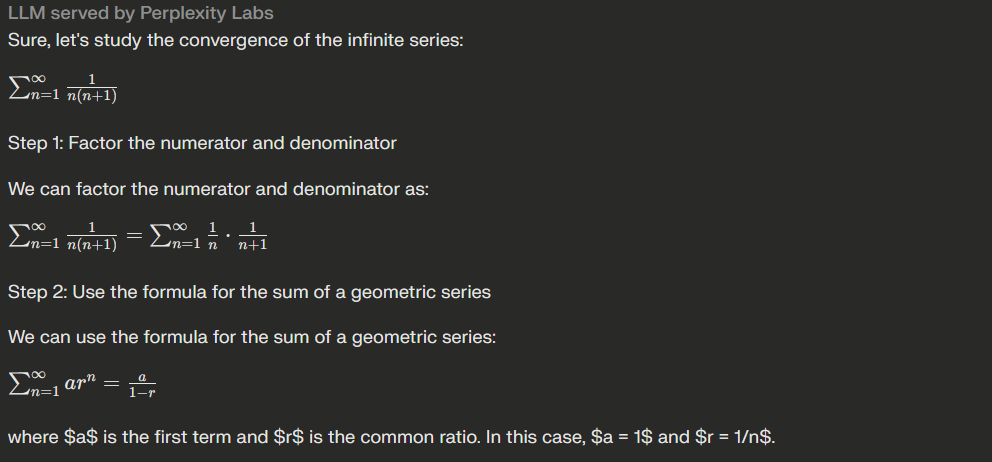 LLM served by Perplexity Labs
Sure, let's study the convergence of the infinite series:
$\sum_{n=1}^{\infty} \frac{1}{n(n+1)}$
Step 1: Factor the numerator and denominator
We can factor the numerator and denominator as:
$\sum_{n=1}^{\infty} \frac{1}{n(n+1)} = \sum_{n=1}^{\infty} \frac{1}{n} \cdot \frac{1}{n+1}$
Step 2: Use the formula for the sum of a geometric series
We can use the formula for the sum of a geometric series:
$\sum_{n=1}^{\infty} ar^n = \frac{a}{1-r}$
where $a$ is the first term and $r$ is the common ratio. In this case, $a = 1$ and $r = 1/n$.